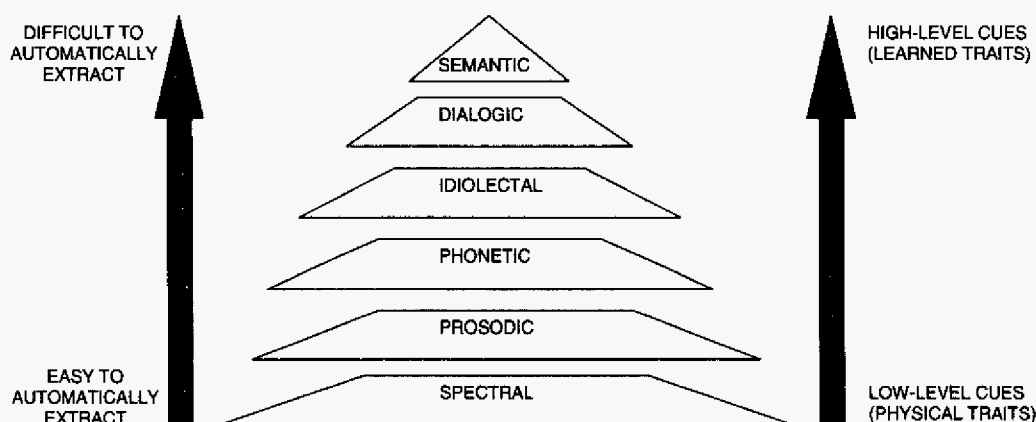 DIFFICULT TO
AUTOMATICALLY
EXTRACT
HIGH-LEVEL CUES
(LEARNED TRAITS)
SEMANTIC
DIALOGIC
IDIOLECTAL
PHONETIC
PROSODIC
SPECTRAL
EASY TO
AUTOMATICALLY
EXTRACT
LOW-LEVEL CUES
(PHYSICAL TRAITS)